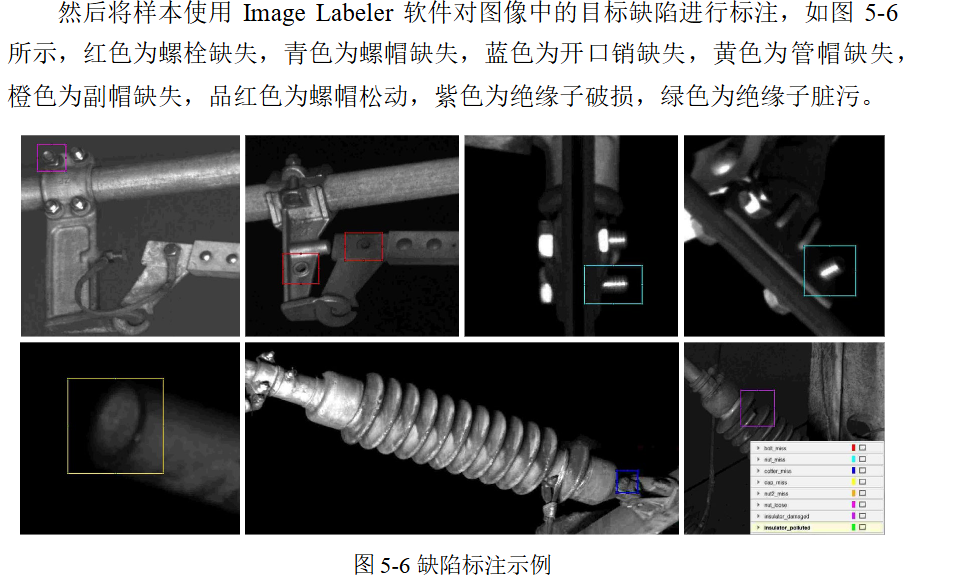 然后将样本使用 Image Labeler 软件对图像中的目标缺陷进行标注，如图 5-6
所示，红色为螺栓缺失，青色为螺帽缺失，蓝色为开口销缺失，黄色为管帽缺失，
橙色为副帽缺失，品红色为螺帽松动，紫色为绝缘子破损，绿色为绝缘子脏污。
bolt_miss
nut_miss
cotter_miss
cap_miss
nut2_miss
nut_loose
insulator_damaged
insulator_polluted
图 5-6 缺陷标注示例